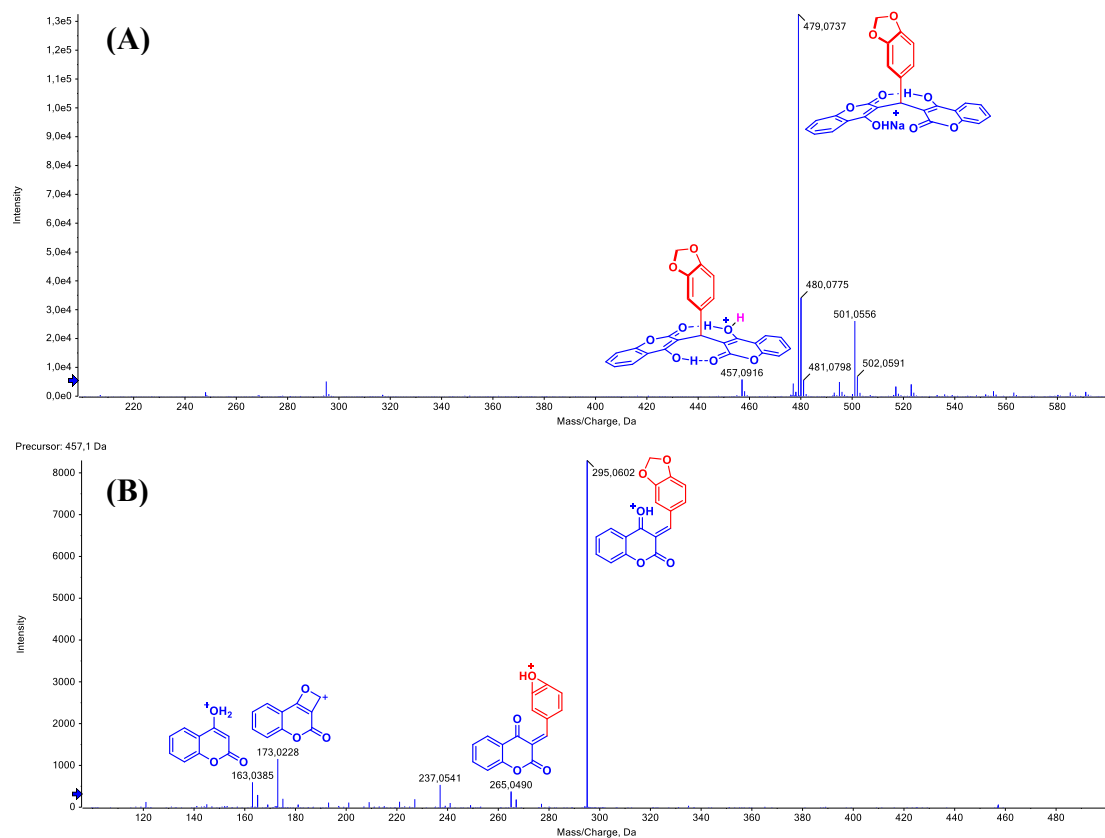 (A)
1,3e5
1,2e5
1,1e5
1,0e5
9,0e4
8,0e4
7,0e4
6,0e4
5,0e4
4,0e4
3,0e4
2,0e4
1,0e4
0,0e0
Intensity
479,0737
480,0775
481,0798
501,0556
502,0591
457,0916
O
O
O
O
H
O
O
+
OHNa
O
O
O
O
O
O
H
+
H
O
O
O
H
O
O
220
240
260
280
300
320
340
360
380
400
420
440
460
480
500
520
540
560
580
Mass/Charge, Da
Precursor: 457,1 Da
(B)
8000
7000
6000
5000
4000
3000
2000
1000
0
Intensity
295,0602
O
O
+
OH
O
O
+
HO
O
O
O
265,0490
237,0541
O
+
O
O
173,0228
+
OH2
O
O
163,0385
120
140
160
180
200
220
240
260
280
300
320
340
360
380
400
420
440
460
480
Mass/Charge, Da